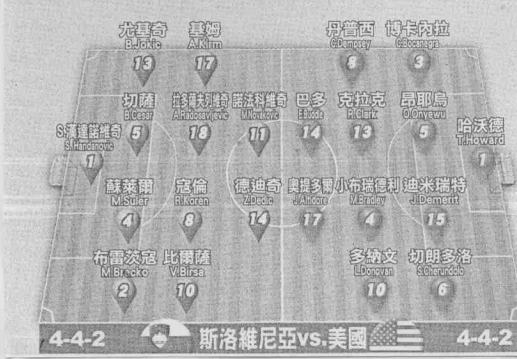 尤基奇
B.Jokic
13
基姆
A.Kirm
17
丹普西
C.Dempsey
8
博卡內拉
C.Bocanegra
3
切薩
B.Cesar
5
拉多薩夫列維奇
A.Radosavljevic
18
諾法科維奇
M.Novakovic
11
巴多
E.Buddle
14
克拉克
R.Clark
13
昂耶烏
O.Onyewu
5
S.漢達諾維奇
S.Handanovic
1
哈沃德
T.Howard
1
蘇萊爾
M.Suler
4
寇倫
R.Koren
8
德迪奇
Z.Dedic
14
奧提多爾
J.Altidore
17
小布瑞德利
M.Bradley
4
迪米瑞特
J.Demerit
15
布雷茨寇
M.Brecko
2
比爾薩
V.Birsa
10
多納文
L.Donovan
10
切朗多洛
S.Cherundolo
6
4-4-2
斯洛維尼亞vs.美國
4-4-2